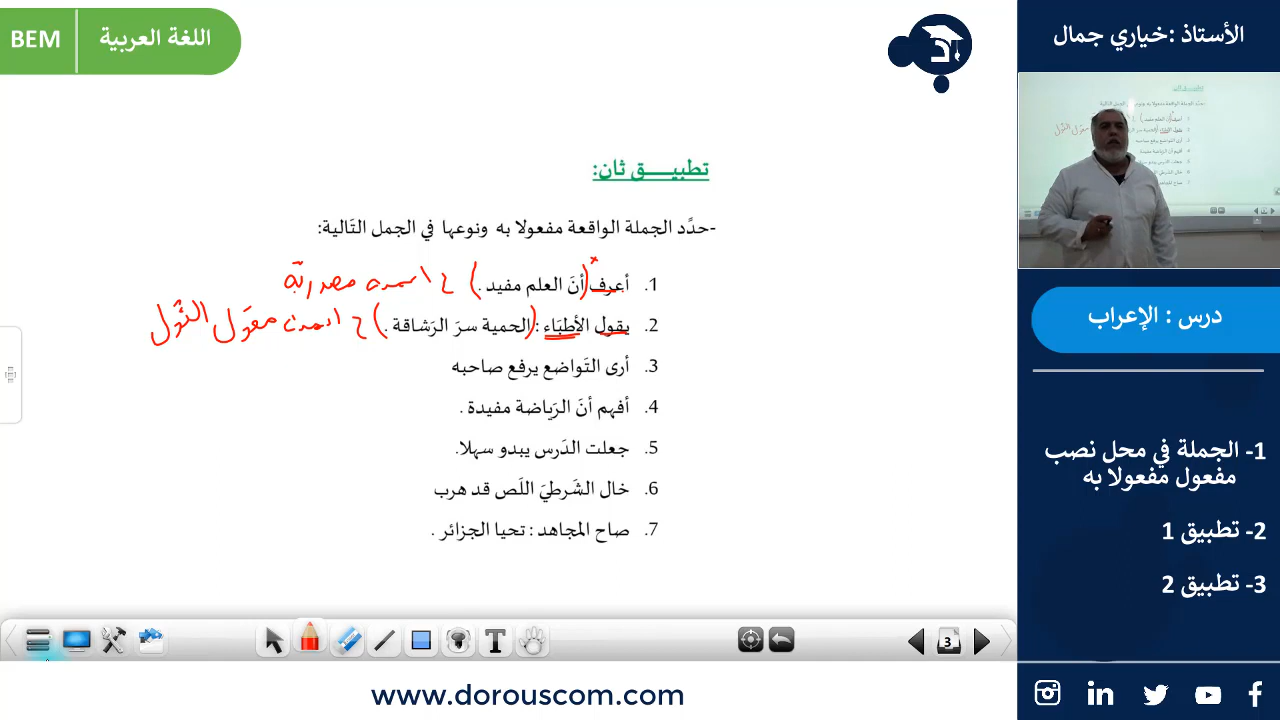 BEM
اللغة العربية
د
الأستاذ :خياري جمال
تطبيـــــق ثان:
-حدّد الجملة الواقعة مفعولا به ونوعها في الجمل التّالية:
1. أعرف (أنّ العلم مفيد .) ج اسمية مصدرية
2. يقول الأطبّاء :(الحمية سرّ الرّشاقة .) ج اسمية مقول القول
3. أرى التّواضع يرفع صاحبه
4. أفهم أنّ الرّياضة مفيدة .
5. جعلت الدّرس يبدو سهلا.
6. خال الشّرطيّ اللّص قد هرب
7. صاح المجاهد : تحيا الجزائر .
درس : الإعراب
1- الجملة في محل نصب
مفعول مفعولا به
2- تطبيق 1
3- تطبيق 2
T
3
www.dorouscom.com